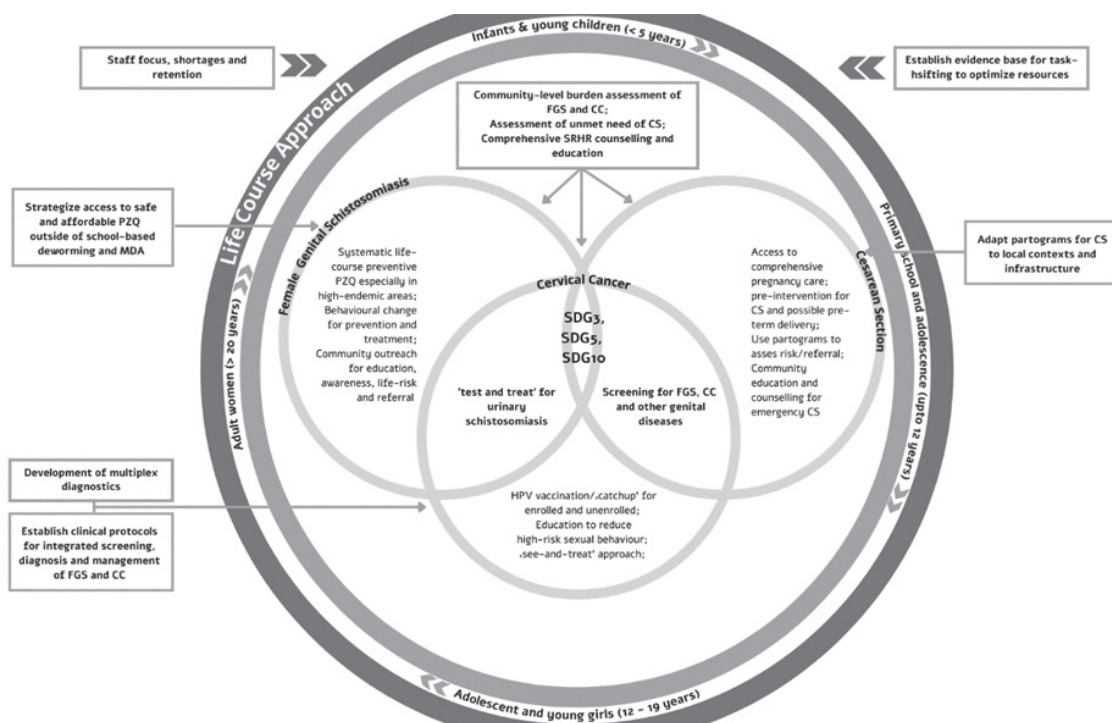 Infants & young children (< 5 years)
Staff focus, shortages and
retention
Establish evidence base for task-
hsifting to optimize resources
Life Course Approach
Community-level burden assessment of
FGS and CC;
Assessment of unmet need of CS;
Comprehensive SRHR counselling and
education
Strategize access to safe
and affordable PZQ
outside of school-based
deworming and MDA
Female Genital Schistosomiasis
Systematic life-
course preventive
PZQ especially in
high-endemic areas;
Behavioural change
for prevention and
treatment;
Community outreach
for education,
awareness, life-risk
and referral
Cervical Cancer
SDG3,
SDG5,
SDG10
Access to
comprehensive
pregnancy care;
pre-intervention for
CS and possible pre-
term delivery;
Use partograms to
asses risk/referral;
Community
education and
counselling for
emergency CS
Cesarean Section
Primary school and adolescence (upto 12 years)
Adapt partograms for CS
to local contexts and
infrastructure
Adult women (> 20 years)
'test and treat' for
urinary
schistosomiasis
Screening for FGS, CC
and other genital
diseases
Development of multiplex
diagnostics
Establish clinical protocols
for integrated screening,
diagnosis and management
of FGS and CC
HPV vaccination/‚catchup' for
enrolled and unenrolled;
Education to reduce
high-risk sexual behaviour;
‚see-and-treat' approach;
Adolescent and young girls (12 - 19 years)